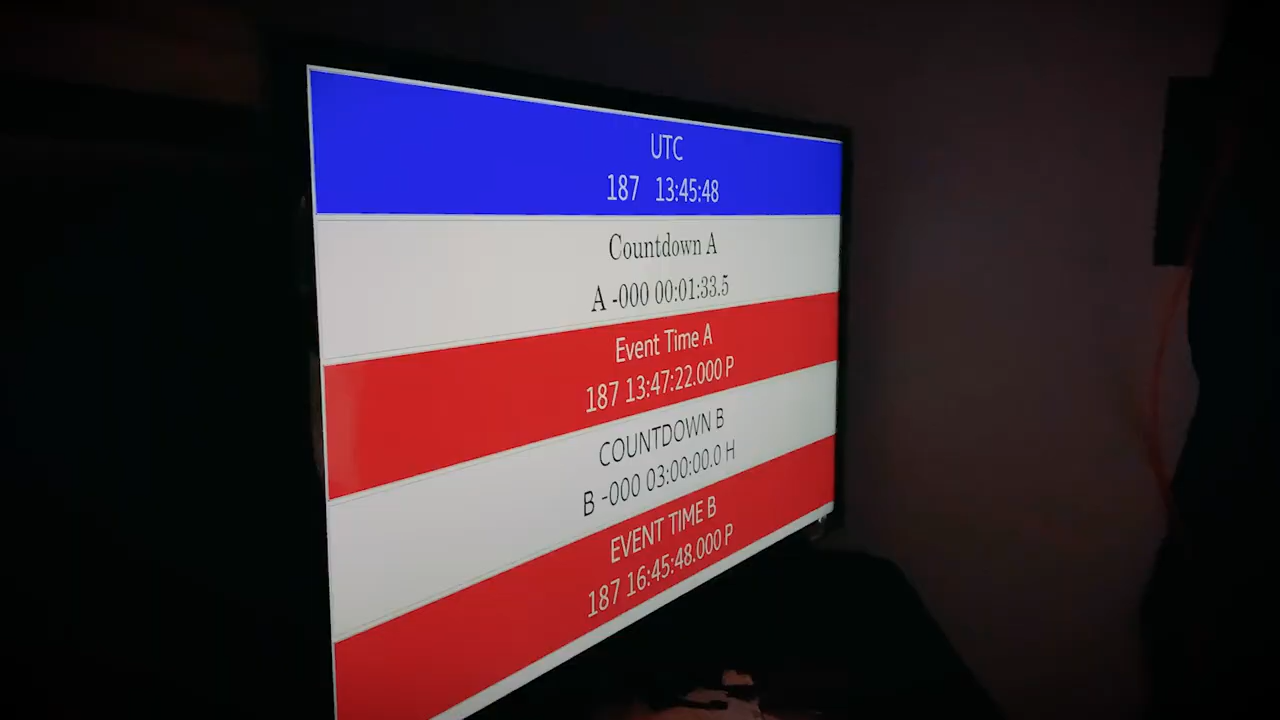 UTC
187 13:45:48
Countdown A
A -000 00:01:33.5
Event Time A
187 13:47:22.000 P
COUNTDOWN B
B -000 03:00:00.0 H
EVENT TIME B
187 16:45:48.000 P